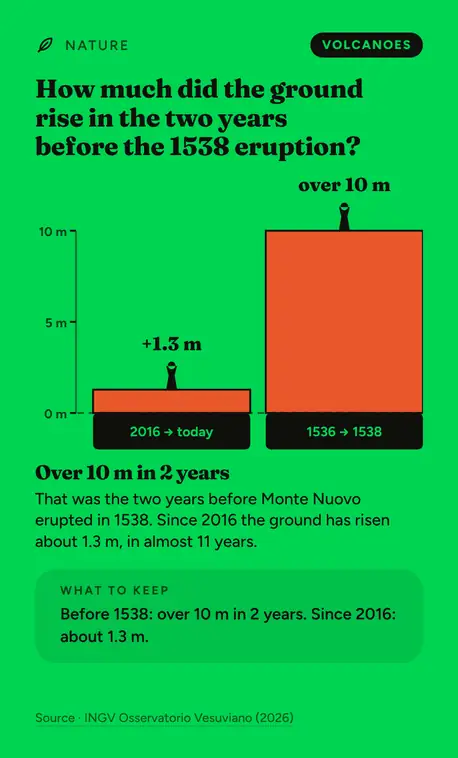 NATURE
VOLCANOES
How much did the ground
rise in the two years
before the 1538 eruption?
over 10 m
10 m
5 m
+1.3 m
0 m
2016 → today
1536 → 1538
Over 10 m in 2 years
That was the two years before Monte Nuovo
erupted in 1538. Since 2016 the ground has risen
about 1.3 m, in almost 11 years.
WHAT TO KEEP
Before 1538: over 10 m in 2 years. Since 2016:
about 1.3 m.
Source · INGV Osservatorio Vesuviano (2026)